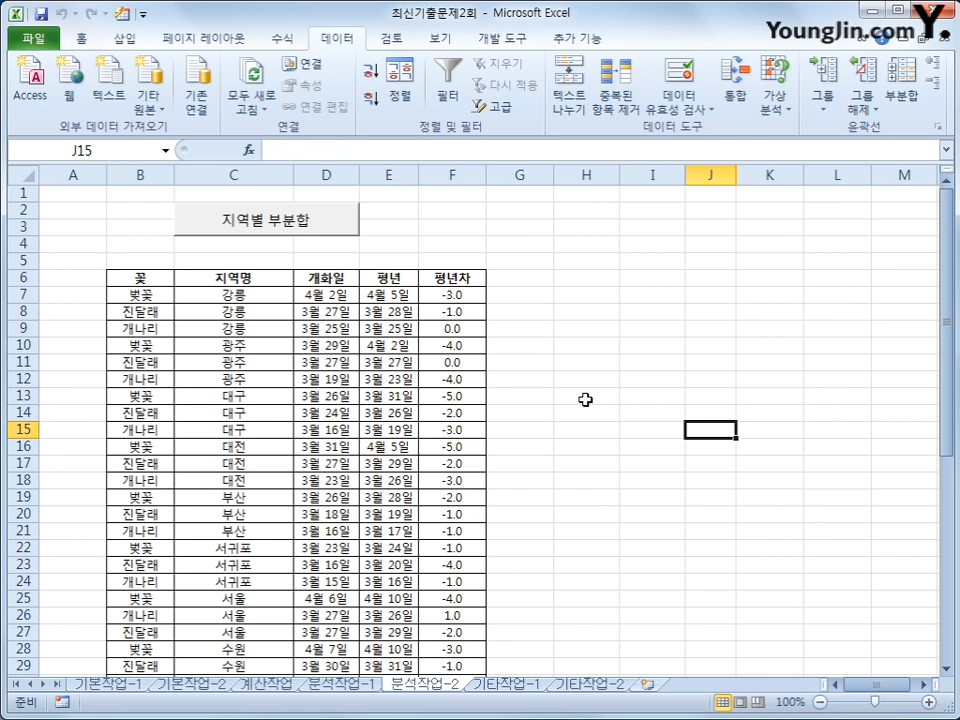 최신기출문제2회 - Microsoft Excel
YoungJin.com Y.
파일 홈 삽입 페이지 레이아웃 수식 데이터 검토 보기 개발 도구 추가 기능
Access 웹 텍스트 기타 원본 기존 연결 모두 새로 고침 연결 속성 연결 편집 정렬 필터 지우기 다시 적용 고급 텍스트 나누기 중복된 항목 제거 데이터 유효성 검사 통합 가상 분석 그룹 그룹 해제 부분합
외부 데이터 가져오기 연결 정렬 및 필터 데이터 도구 윤곽선
J15 fx
A B C D E F G H I J K L M
1
2 지역별 부분합
3
4
5
6 꽃 지역명 개화일 평년 평년차
7 벚꽃 강릉 4월 2일 4월 5일 -3.0
8 진달래 강릉 3월 27일 3월 28일 -1.0
9 개나리 강릉 3월 25일 3월 25일 0.0
10 벚꽃 광주 3월 29일 4월 2일 -4.0
11 진달래 광주 3월 27일 3월 27일 0.0
12 개나리 광주 3월 19일 3월 23일 -4.0
13 벚꽃 대구 3월 26일 3월 31일 -5.0
14 진달래 대구 3월 24일 3월 26일 -2.0
15 개나리 대구 3월 16일 3월 19일 -3.0
16 벚꽃 대전 3월 31일 4월 5일 -5.0
17 진달래 대전 3월 27일 3월 29일 -2.0
18 개나리 대전 3월 23일 3월 26일 -3.0
19 벚꽃 부산 3월 26일 3월 28일 -2.0
20 진달래 부산 3월 18일 3월 19일 -1.0
21 개나리 부산 3월 16일 3월 17일 -1.0
22 벚꽃 서귀포 3월 23일 3월 24일 -1.0
23 진달래 서귀포 3월 16일 3월 20일 -4.0
24 개나리 서귀포 3월 15일 3월 16일 -1.0
25 벚꽃 서울 4월 6일 4월 10일 -4.0
26 개나리 서울 3월 27일 3월 26일 1.0
27 진달래 서울 3월 27일 3월 29일 -2.0
28 벚꽃 수원 4월 7일 4월 10일 -3.0
29 진달래 수원 3월 30일 3월 31일 -1.0
기본작업-1 기본작업-2 계산작업 분석작업-1 분석작업-2 기타작업-1 기타작업-2
준비 100%